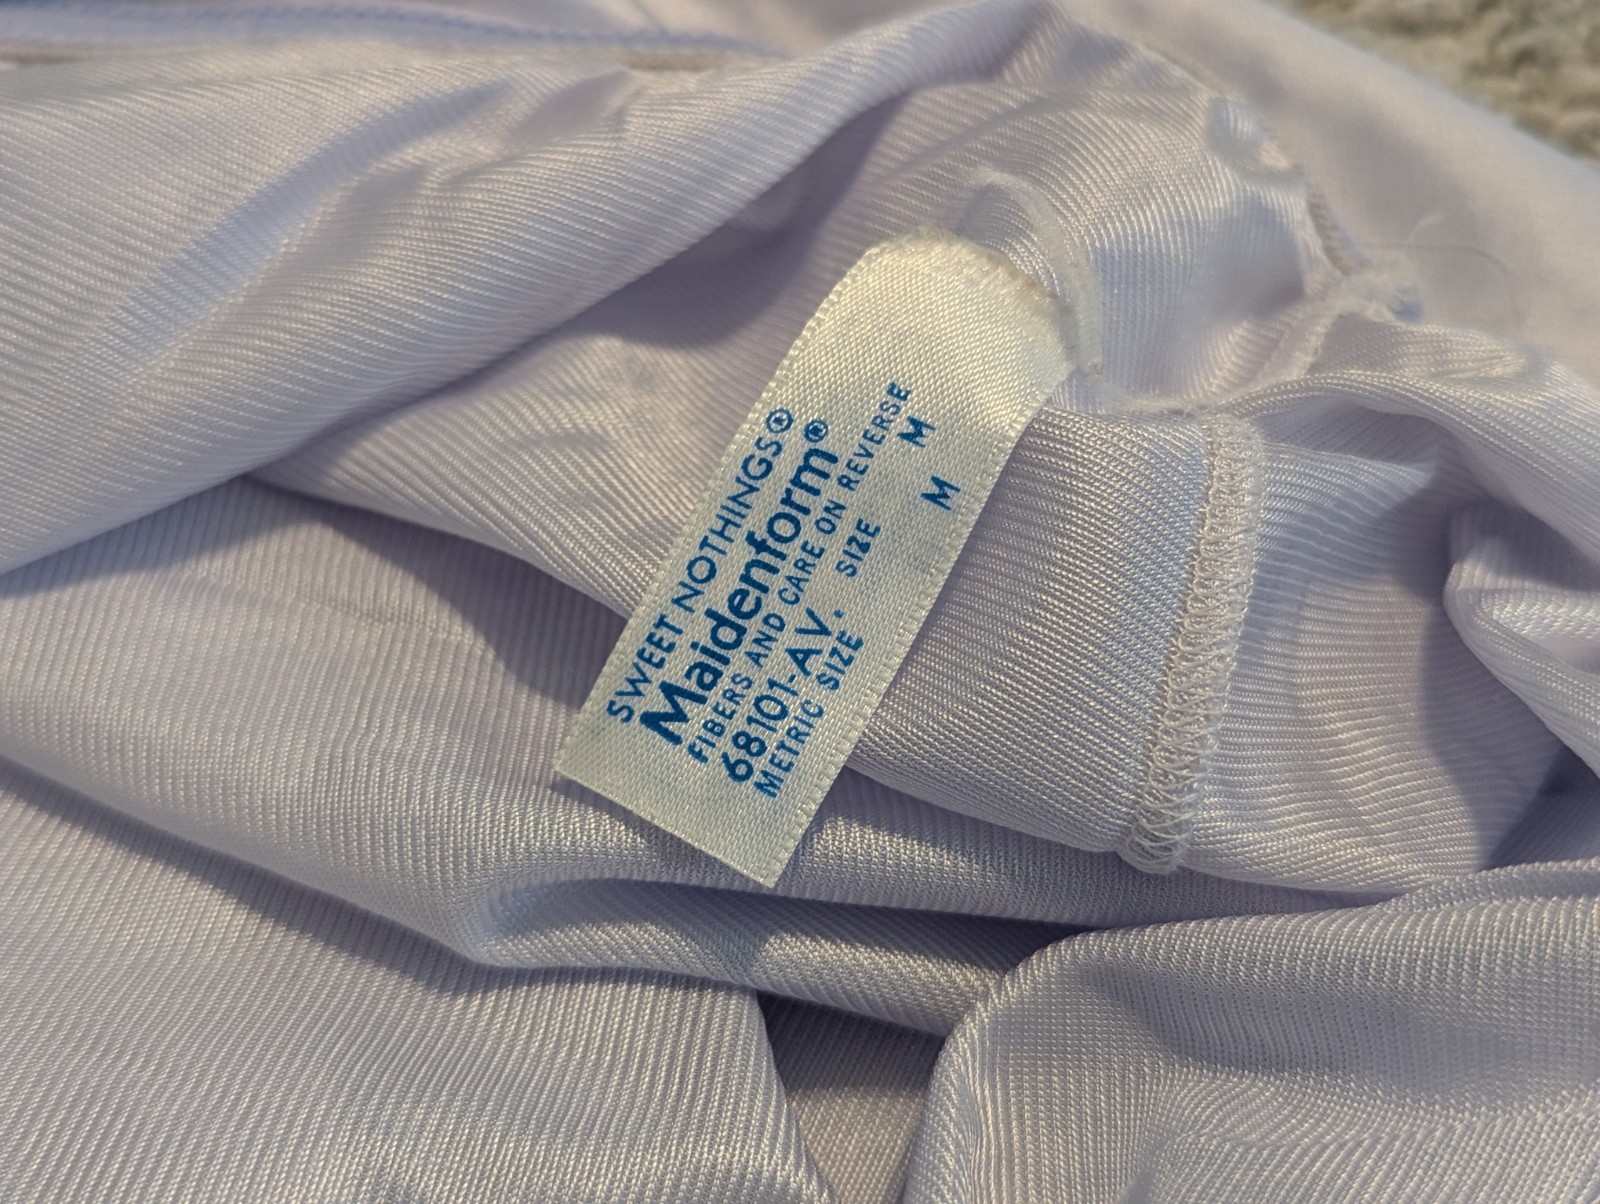 SWEET NOTHINGS®
Maidenform®
FIBERS AND CARE ON REVERSE
68101-AV. SIZE M
METRIC SIZE M